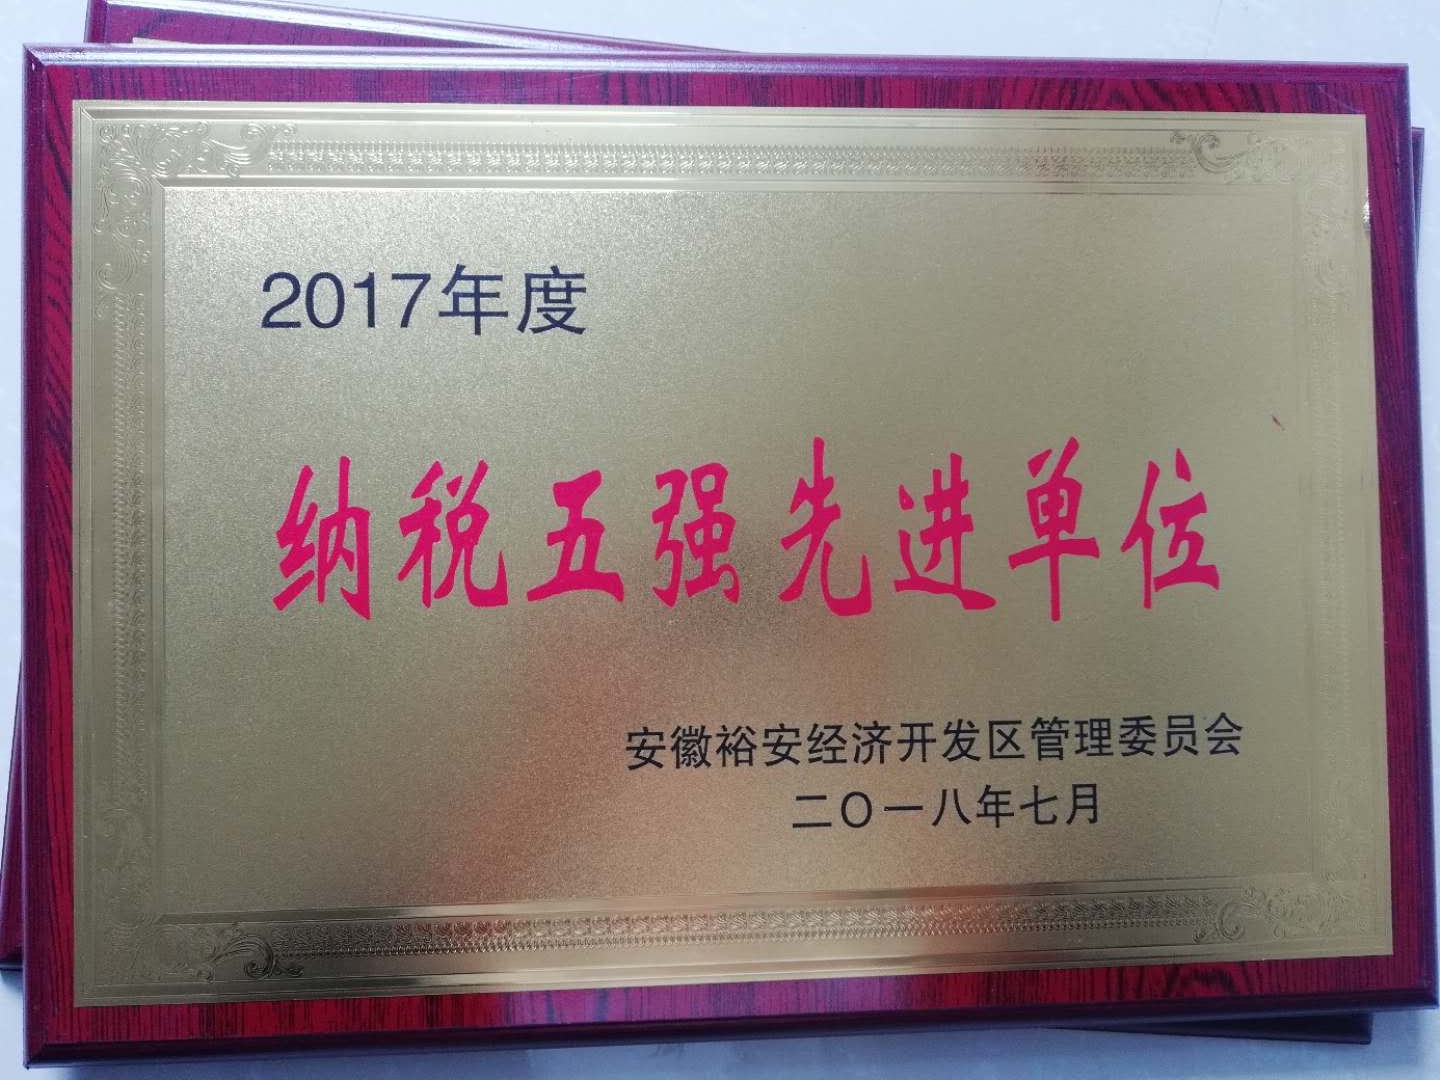 2017年度
纳税五强先进单位
安徽裕安经济开发区管理委员会
二〇一八年七月